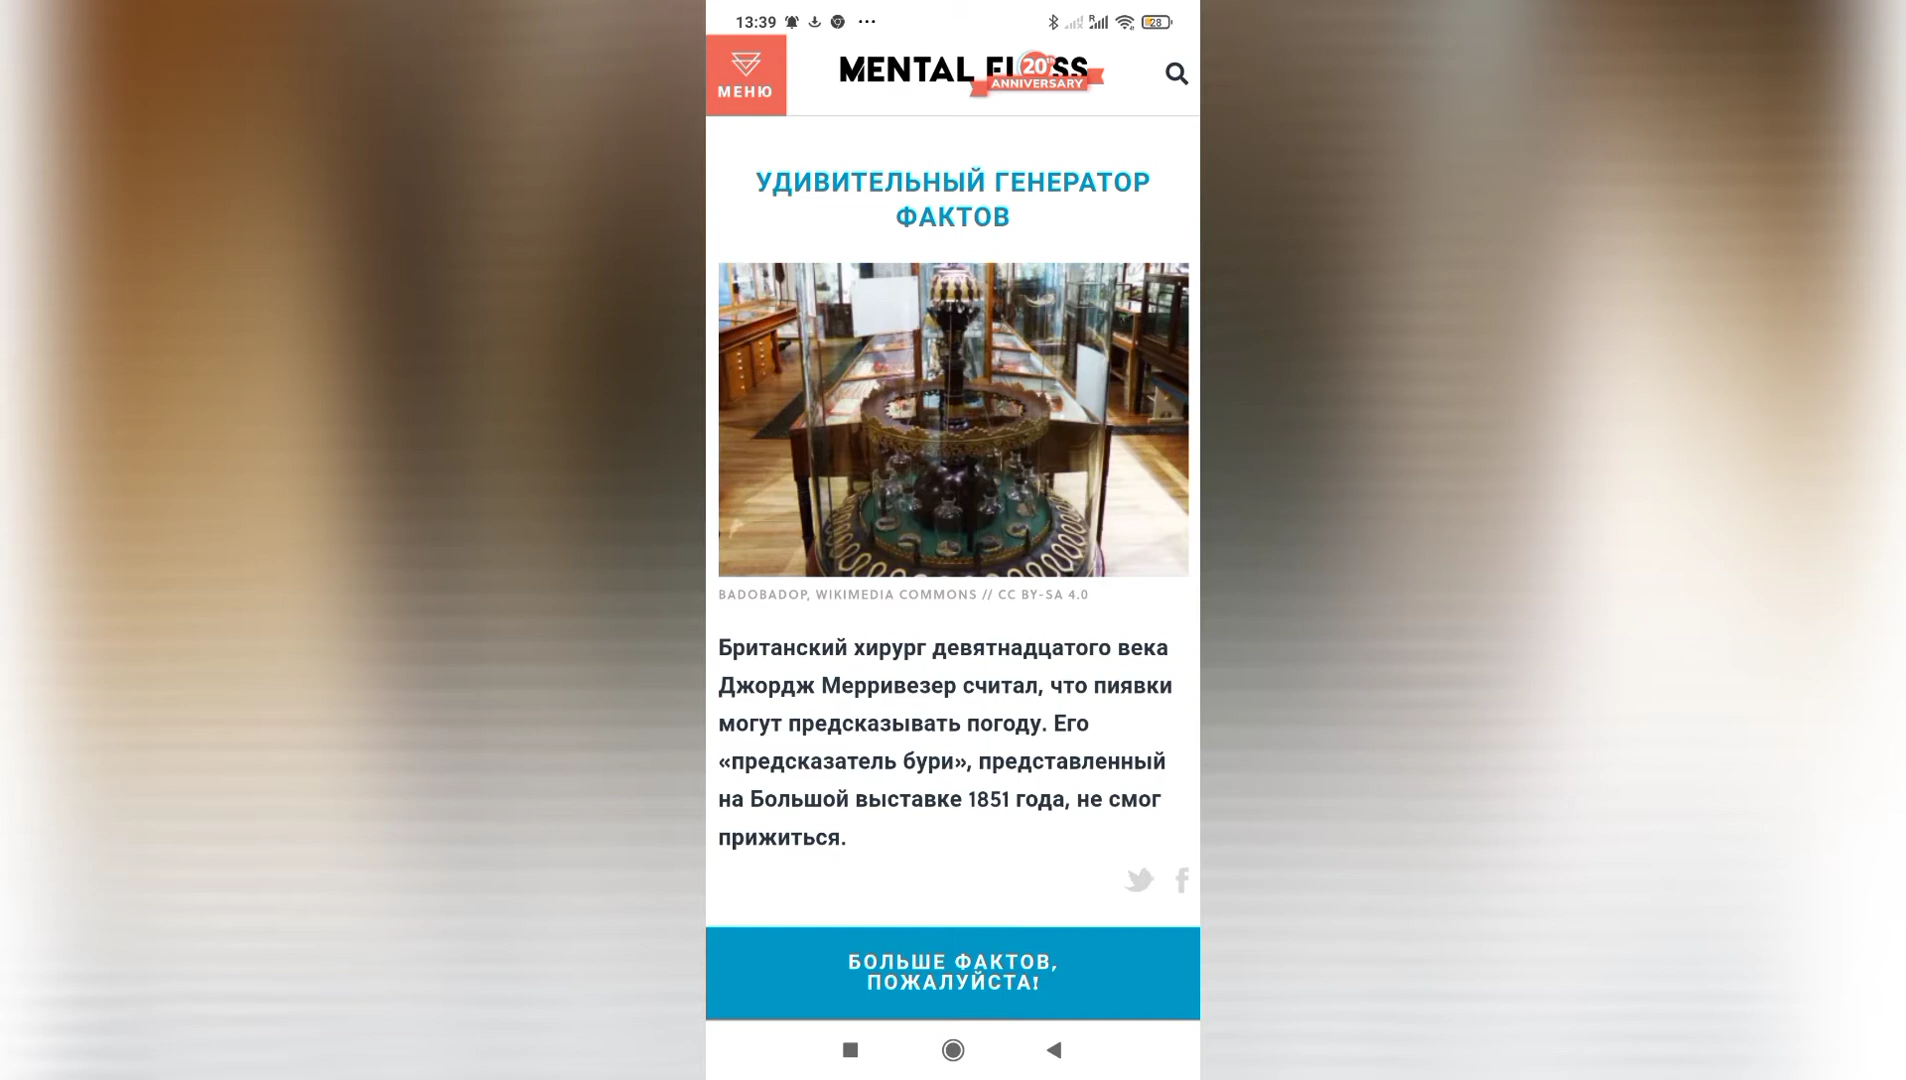 13:39
28
МЕНЮ
MENTAL FLOSS
20th
ANNIVERSARY
УДИВИТЕЛЬНЫЙ ГЕНЕРАТОР
ФАКТОВ
BADOBADOP, WIKIMEDIA COMMONS // CC BY-SA 4.0
Британский хирург девятнадцатого века
Джордж Мерривезер считал, что пиявки
могут предсказывать погоду. Его
«предсказатель бури», представленный
на Большой выставке 1851 года, не смог
прижиться.
БОЛЬШЕ ФАКТОВ,
ПОЖАЛУЙСТА!